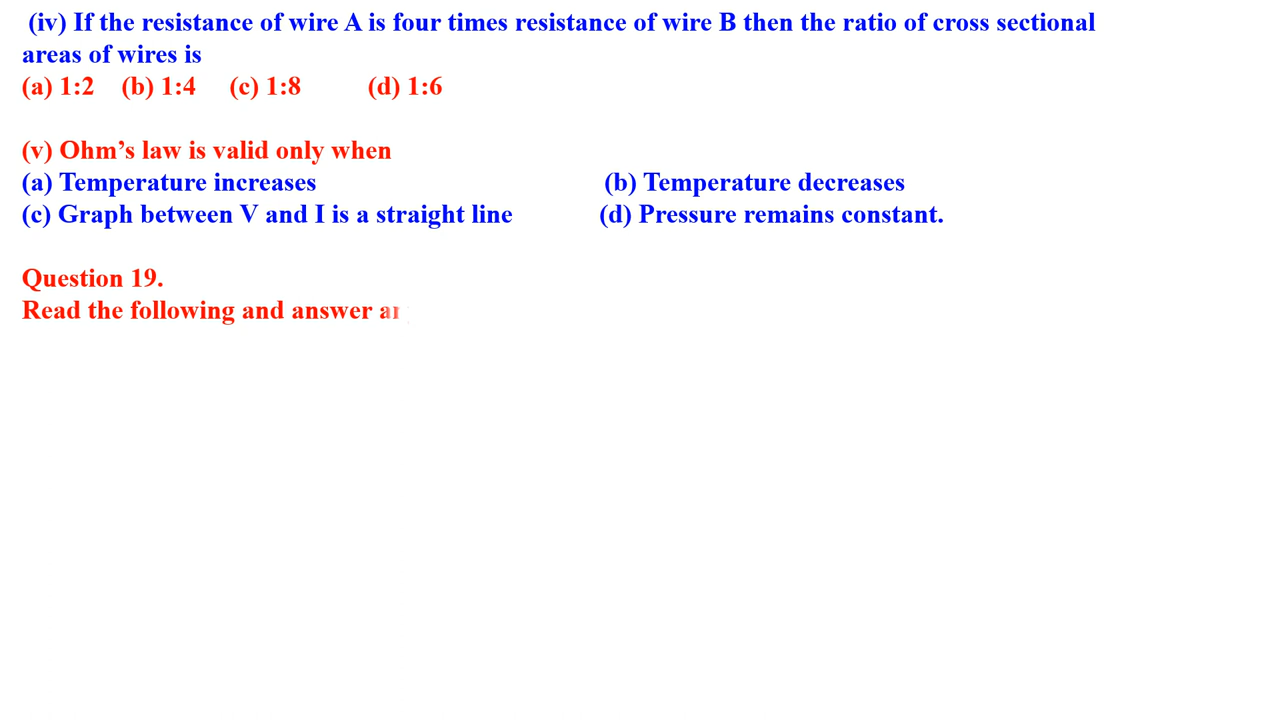 (iv) If the resistance of wire A is four times resistance of wire B then the ratio of cross sectional
areas of wires is
(a) 1:2 (b) 1:4 (c) 1:8 (d) 1:6
(v) Ohm’s law is valid only when
(a) Temperature increases (b) Temperature decreases
(c) Graph between V and I is a straight line (d) Pressure remains constant.
Question 19.
Read the following and answer